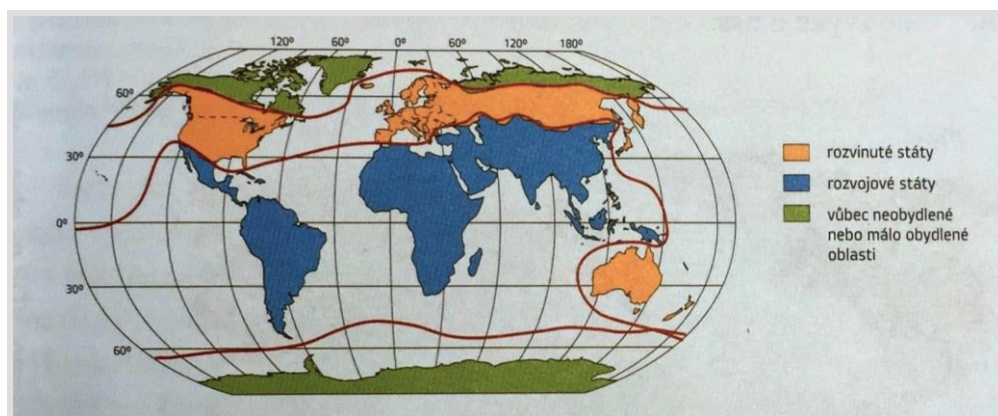 120°
60°
0°
60°
120°
180°
60°
30°
0°
30°
60°
rozvinuté státy
rozvojové státy
vůbec neobydlené
nebo málo obydlené
oblasti